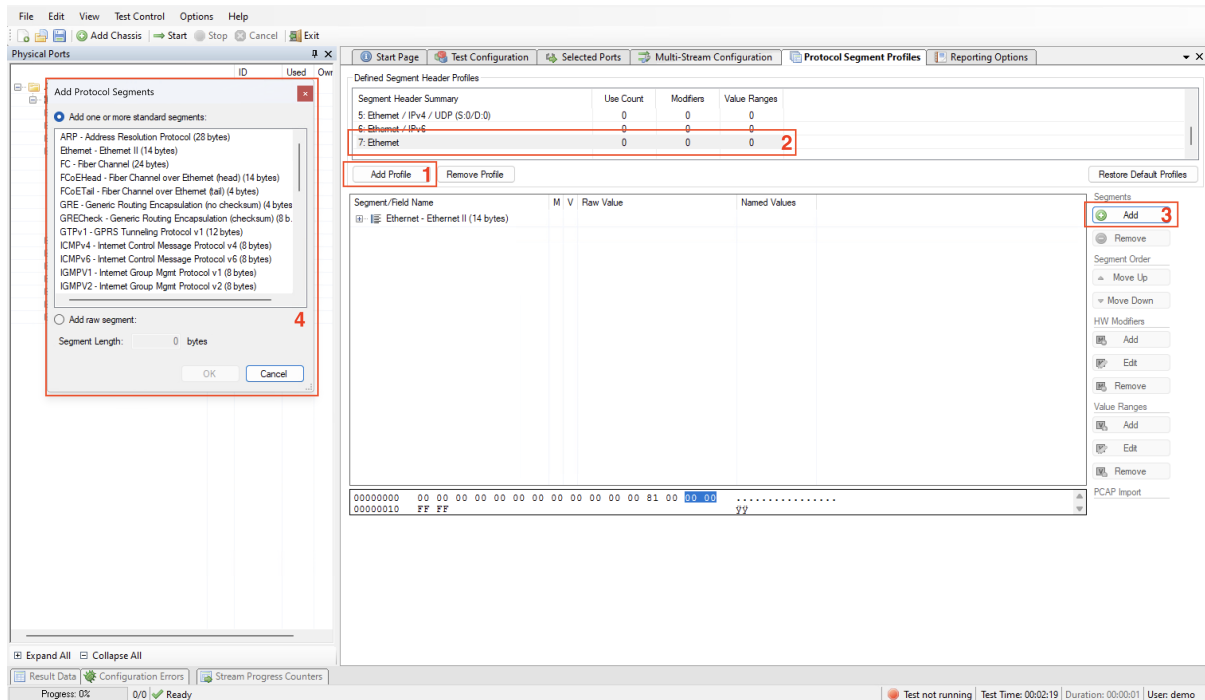 File Edit View Test Control Options Help
Add Chassis Start Stop Cancel Exit
Physical Ports
ID Used Own
Add Protocol Segments
Add one or more standard segments:
ARP - Address Resolution Protocol (28 bytes)
Ethernet - Ethernet II (14 bytes)
FC - Fiber Channel (24 bytes)
FCoEHead - Fiber Channel over Ethernet (head) (14 bytes)
FCoETail - Fiber Channel over Ethernet (tail) (4 bytes)
GRE - Generic Routing Encapsulation (no checksum) (4 bytes
GRECheck - Generic Routing Encapsulation (checksum) (8 b.
GTPv1 - GPRS Tunneling Protocol v1 (12 bytes)
ICMPv4 - Internet Control Message Protocol v4 (8 bytes)
ICMPv6 - Internet Control Message Protocol v6 (8 bytes)
IGMPV1 - Internet Group Mgmt Protocol v1 (8 bytes)
IGMPV2 - Internet Group Mgmt Protocol v2 (8 bytes)
Add raw segment: 4
Segment Length: 0 bytes
OK Cancel
Expand All Collapse All
Start Page Test Configuration Selected Ports Multi-Stream Configuration Protocol Segment Profiles Reporting Options
Defined Segment Header Profiles
Segment Header Summary Use Count Modifiers Value Ranges
5: Ethernet / IPv4 / UDP (S:0/D:0) 0 0 0
6: Ethernet / IPv6 0 0 0
7: Ethernet 0 0 0 2
Add Profile 1 Remove Profile Restore Default Profiles
Segment/Field Name M V Raw Value Named Values
Ethernet - Ethernet II (14 bytes)
Segments
Add 3
Remove
Segment Order
Move Up
Move Down
HW Modifiers
Add
Edit
Remove
Value Ranges
Add
Edit
Remove
PCAP Import
00000000 00 00 00 00 00 00 00 00 00 00 00 00 81 00 00 00 ................
00000010 FF FF ÿÿ
Result Data Configuration Errors Stream Progress Counters
Progress: 0% 0/0 Ready Test not running Test Time: 00:02:19 Duration: 00:00:01 User: demo